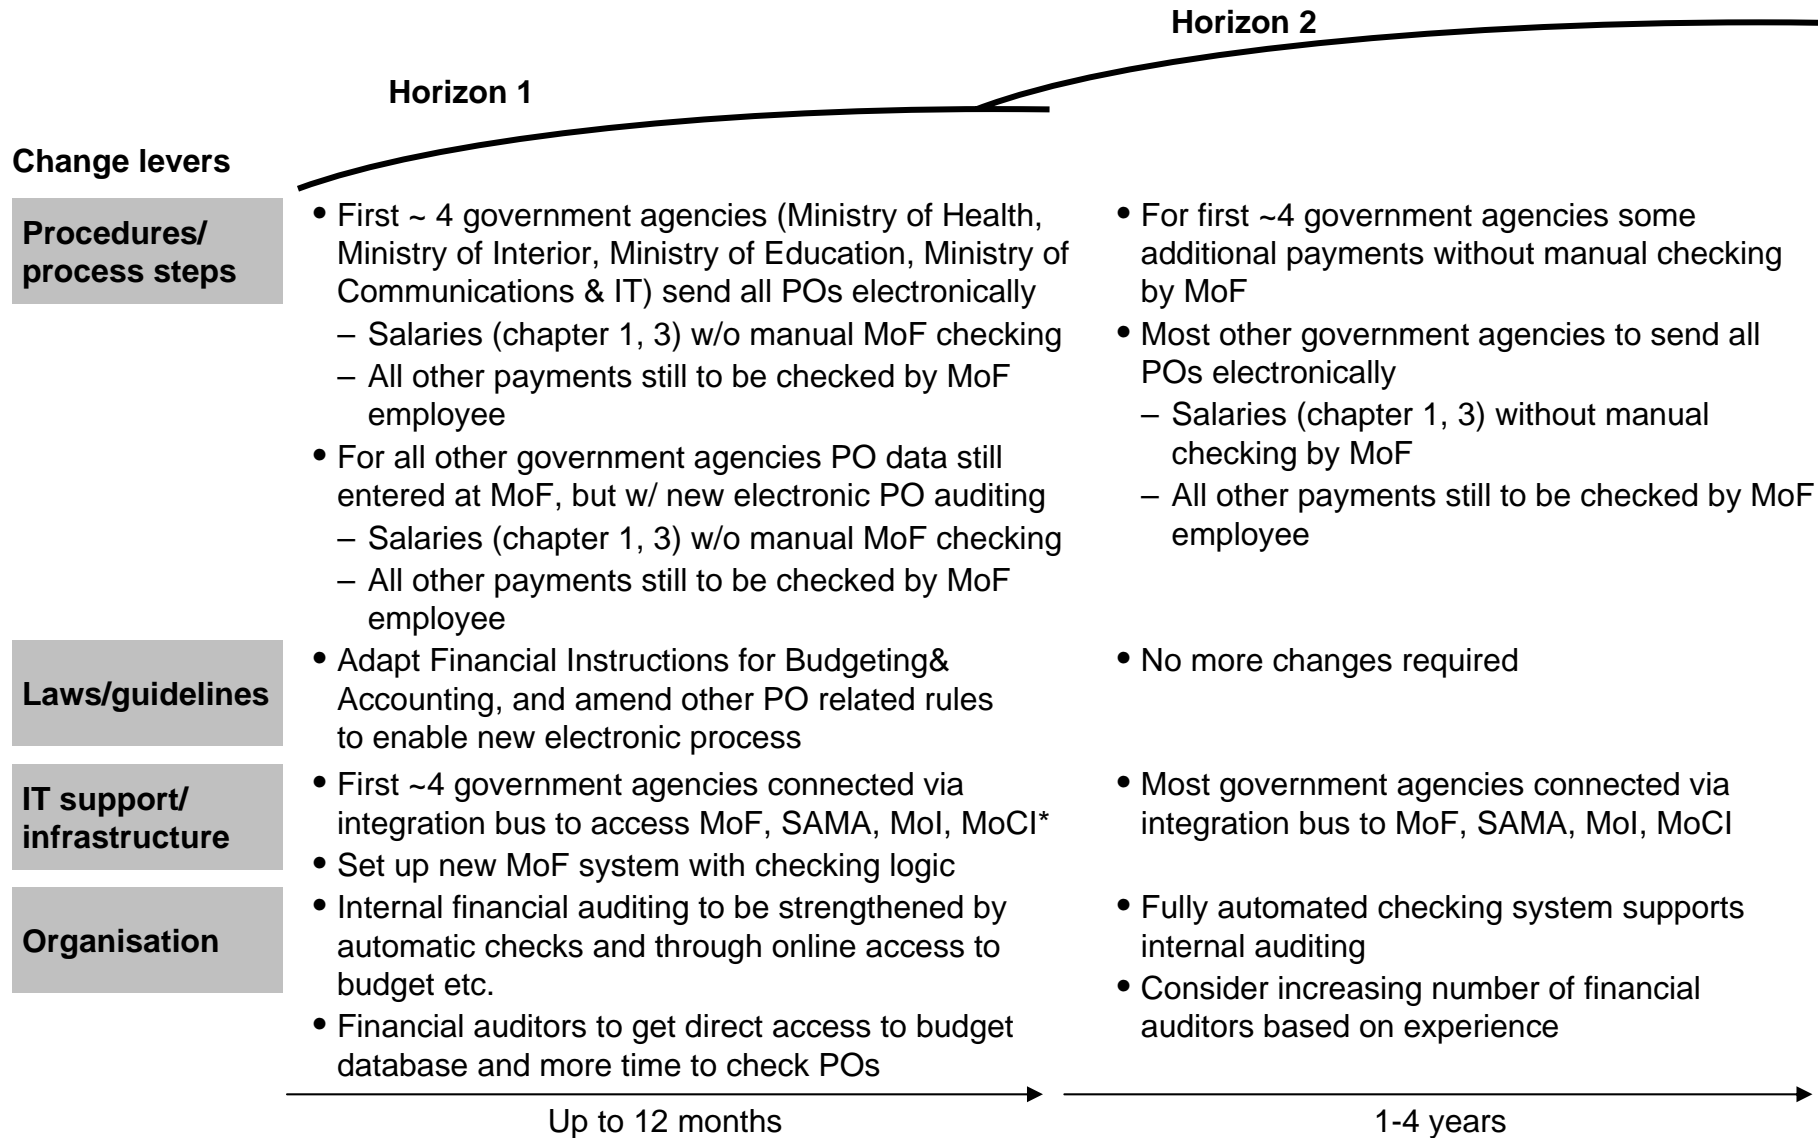 Horizon 2
Horizon 1
Change levers
Procedures/
process steps
• First ~ 4 government agencies (Ministry of Health,
Ministry of Interior, Ministry of Education, Ministry of
Communications & IT) send all POs electronically
– Salaries (chapter 1, 3) w/o manual MoF checking
– All other payments still to be checked by MoF
employee
• For all other government agencies PO data still
entered at MoF, but w/ new electronic PO auditing
– Salaries (chapter 1, 3) w/o manual MoF checking
– All other payments still to be checked by MoF
employee
• For first ~4 government agencies some
additional payments without manual checking
by MoF
• Most other government agencies to send all
POs electronically
– Salaries (chapter 1, 3) without manual
checking by MoF
– All other payments still to be checked by MoF
employee
Laws/guidelines
• Adapt Financial Instructions for Budgeting&
Accounting, and amend other PO related rules
to enable new electronic process
• No more changes required
IT support/
infrastructure
• First ~4 government agencies connected via
integration bus to access MoF, SAMA, MoI, MoCI*
• Set up new MoF system with checking logic
• Most government agencies connected via
integration bus to MoF, SAMA, MoI, MoCI
Organisation
• Internal financial auditing to be strengthened by
automatic checks and through online access to
budget etc.
• Financial auditors to get direct access to budget
database and more time to check POs
• Fully automated checking system supports
internal auditing
• Consider increasing number of financial
auditors based on experience
Up to 12 months
1-4 years